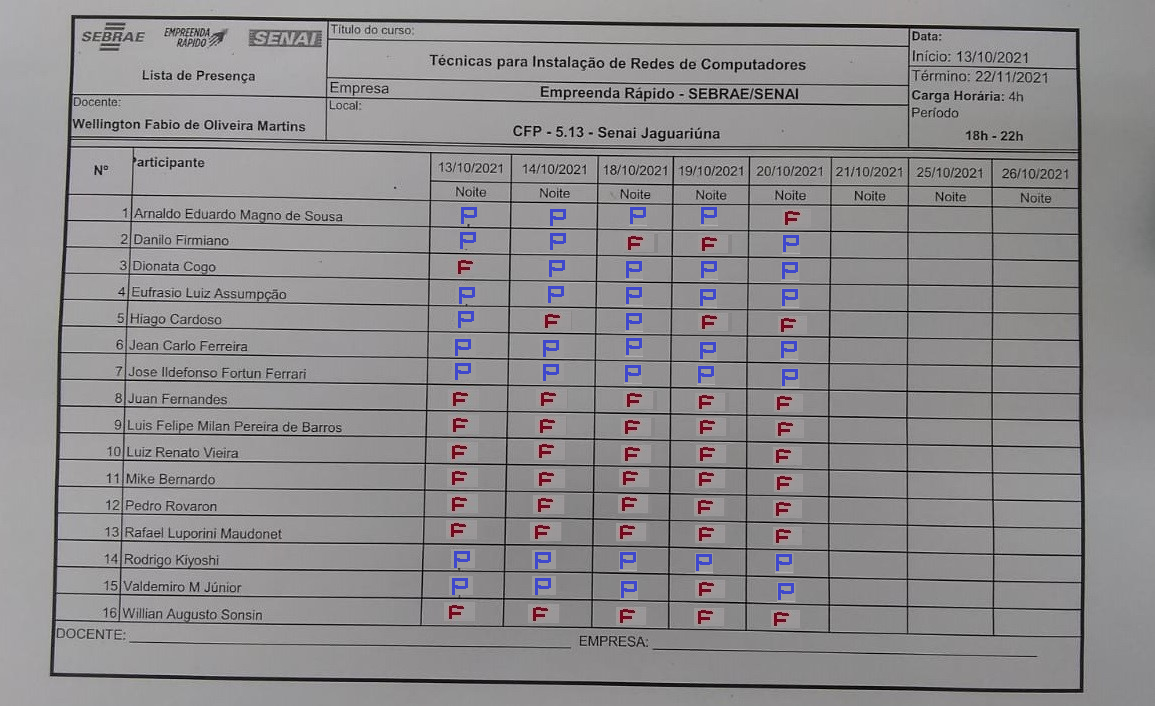 SEBRAE EMPREENDA RÁPIDO SENAI
Lista de Presença
Docente:
Wellington Fabio de Oliveira Martins
Título do curso:
Técnicas para Instalação de Redes de Computadores
Empresa Empreenda Rápido - SEBRAE/SENAI
Local:
CFP - 5.13 - Senai Jaguariúna
Data:
Início: 13/10/2021
Término: 22/11/2021
Carga Horária: 4h
Período
18h - 22h
Nº Participante 13/10/2021 14/10/2021 18/10/2021 19/10/2021 20/10/2021 21/10/2021 25/10/2021 26/10/2021
Noite Noite Noite Noite Noite Noite Noite Noite
1 Arnaldo Eduardo Magno de Sousa P P P P F
2 Danilo Firmiano P P F F P
3 Dionata Cogo F P P P P
4 Eufrasio Luiz Assumpção P P P P P
5 Hiago Cardoso P F P F F
6 Jean Carlo Ferreira P P P P P
7 Jose Ildefonso Fortun Ferrari P P P P P
8 Juan Fernandes F F F F F
9 Luis Felipe Milan Pereira de Barros F F F F F
10 Luiz Renato Vieira F F F F F
11 Mike Bernardo F F F F F
12 Pedro Rovaron F F F F F
13 Rafael Luporini Maudonet F F F F F
14 Rodrigo Kiyoshi P P P P P
15 Valdemiro M Júnior P P P F P
16 Willian Augusto Sonsin F F F F F
DOCENTE: EMPRESA: